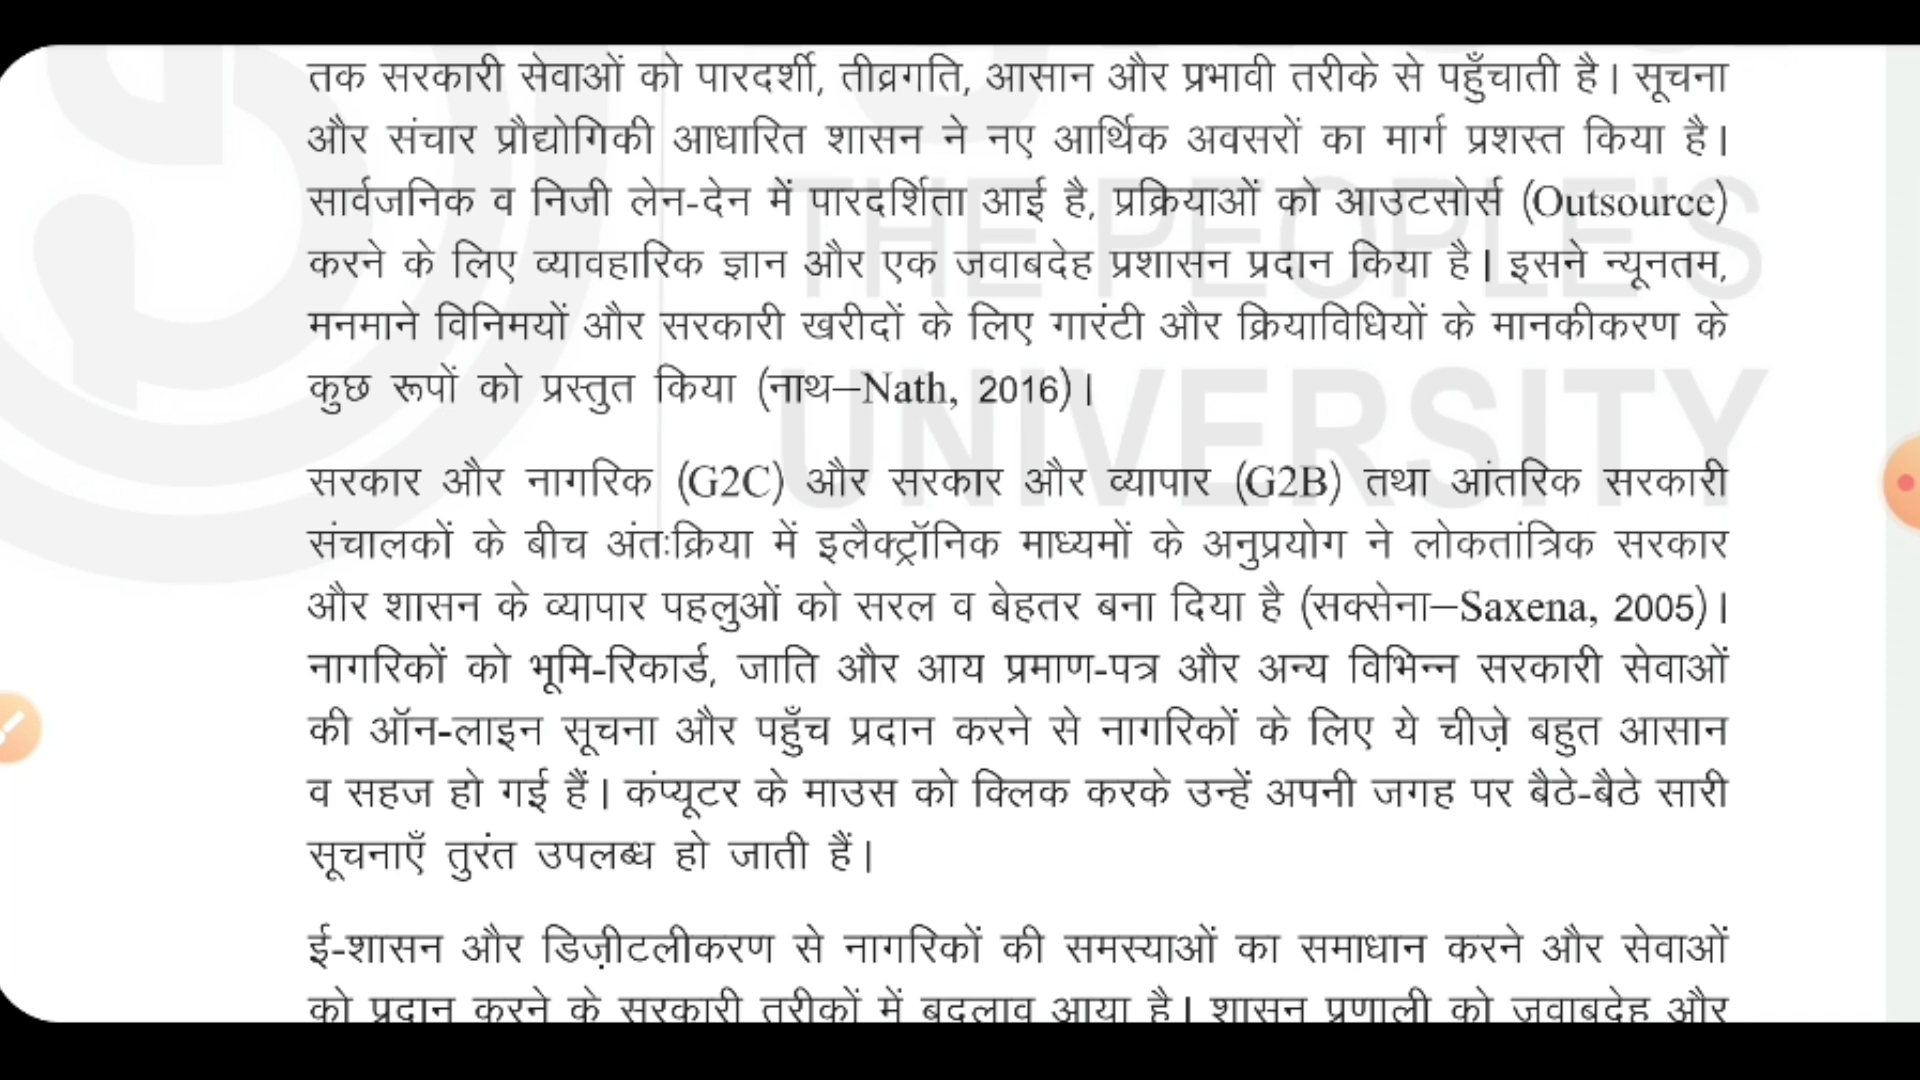 तक सरकारी सेवाओं को पारदर्शी, तीव्रगति, आसान और प्रभावी तरीके से पहुँचाती है। सूचना
और संचार प्रौद्योगिकी आधारित शासन ने नए आर्थिक अवसरों का मार्ग प्रशस्त किया है।
सार्वजनिक व निजी लेन-देन में पारदर्शिता आई है, प्रक्रियाओं को आउटसोर्स (Outsource)
करने के लिए व्यावहारिक ज्ञान और एक जवाबदेह प्रशासन प्रदान किया है। इसने न्यूनतम,
मनमाने विनिमयों और सरकारी खरीदों के लिए गारंटी और क्रियाविधियों के मानकीकरण के
कुछ रूपों को प्रस्तुत किया (नाथ–Nath, 2016)।
सरकार और नागरिक (G2C) और सरकार और व्यापार (G2B) तथा आंतरिक सरकारी
संचालकों के बीच अंतःक्रिया में इलैक्ट्रॉनिक माध्यमों के अनुप्रयोग ने लोकतांत्रिक सरकार
और शासन के व्यापार पहलुओं को सरल व बेहतर बना दिया है (सक्सेना–Saxena, 2005)।
नागरिकों को भूमि-रिकार्ड, जाति और आय प्रमाण-पत्र और अन्य विभिन्न सरकारी सेवाओं
की ऑन-लाइन सूचना और पहुँच प्रदान करने से नागरिकों के लिए ये चीज़े बहुत आसान
व सहज हो गई हैं। कंप्यूटर के माउस को क्लिक करके उन्हें अपनी जगह पर बैठे-बैठे सारी
सूचनाएँ तुरंत उपलब्ध हो जाती हैं।
ई-शासन और डिज़ीटलीकरण से नागरिकों की समस्याओं का समाधान करने और सेवाओं
को प्रदान करने के सरकारी तरीकों में बदलाव आया है। शासन प्रणाली को जवाबदेह और
THE PEOPLE'S
UNIVERSITY